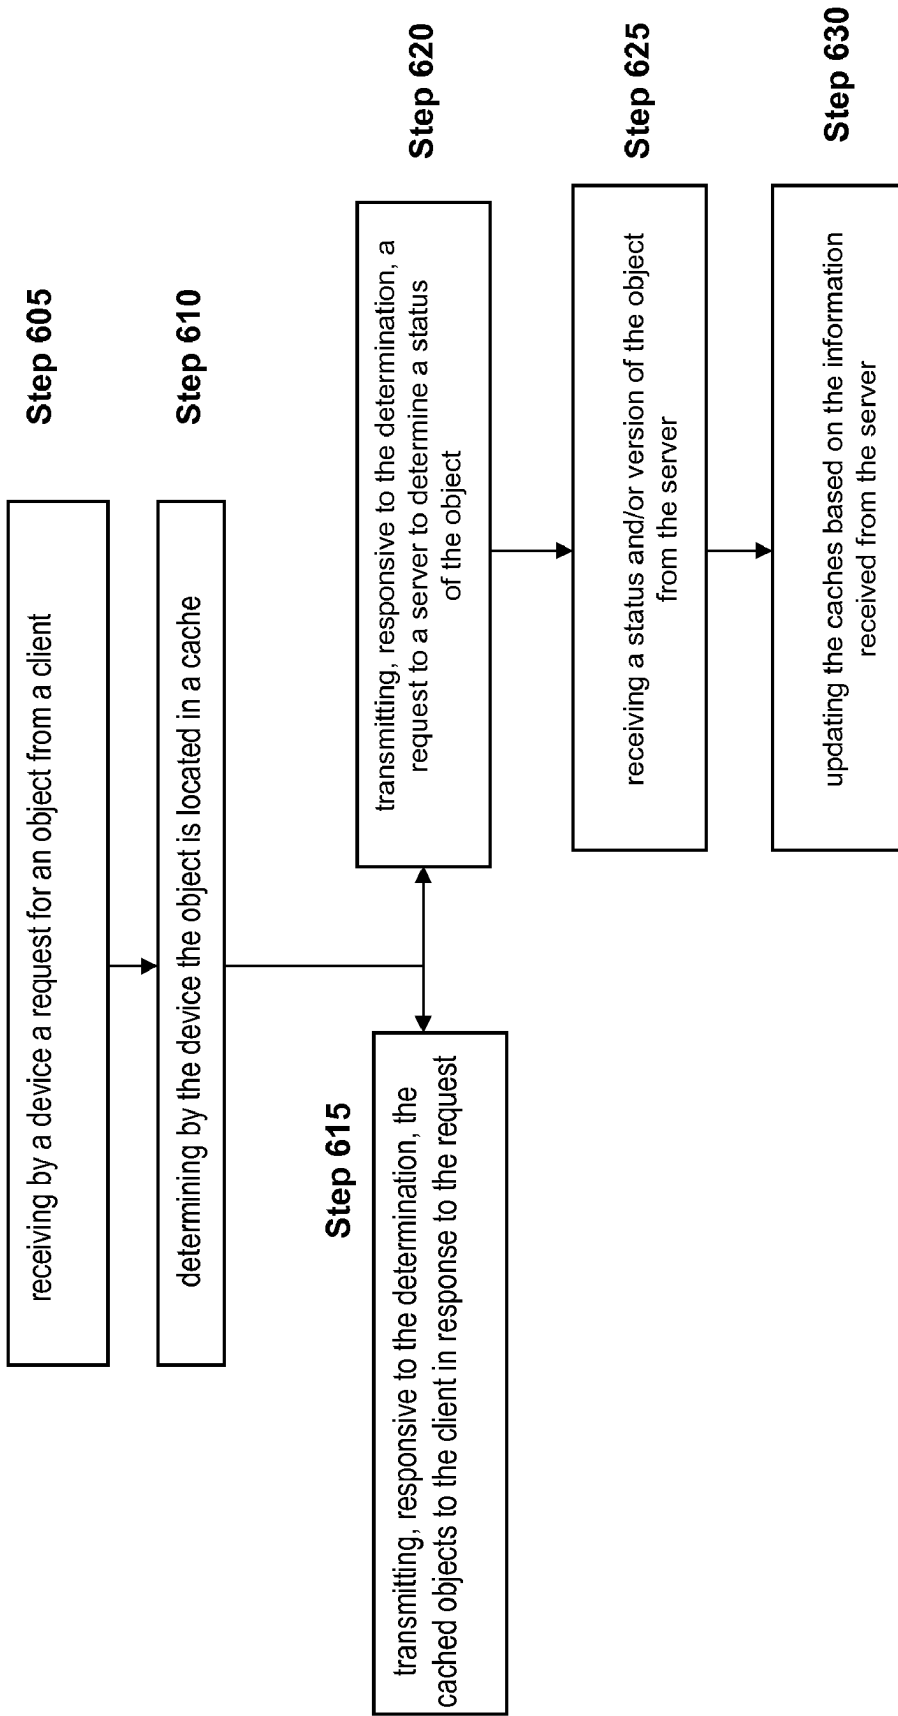 receiving by a device a request for an object from a client
Step 605
determining by the device the object is located in a cache
Step 610
Step 615
transmitting, responsive to the determination, the
cached objects to the client in response to the request
transmitting, responsive to the determination, a
request to a server to determine a status
of the object
Step 620
receiving a status and/or version of the object
from the server
Step 625
updating the caches based on the information
received from the server
Step 630